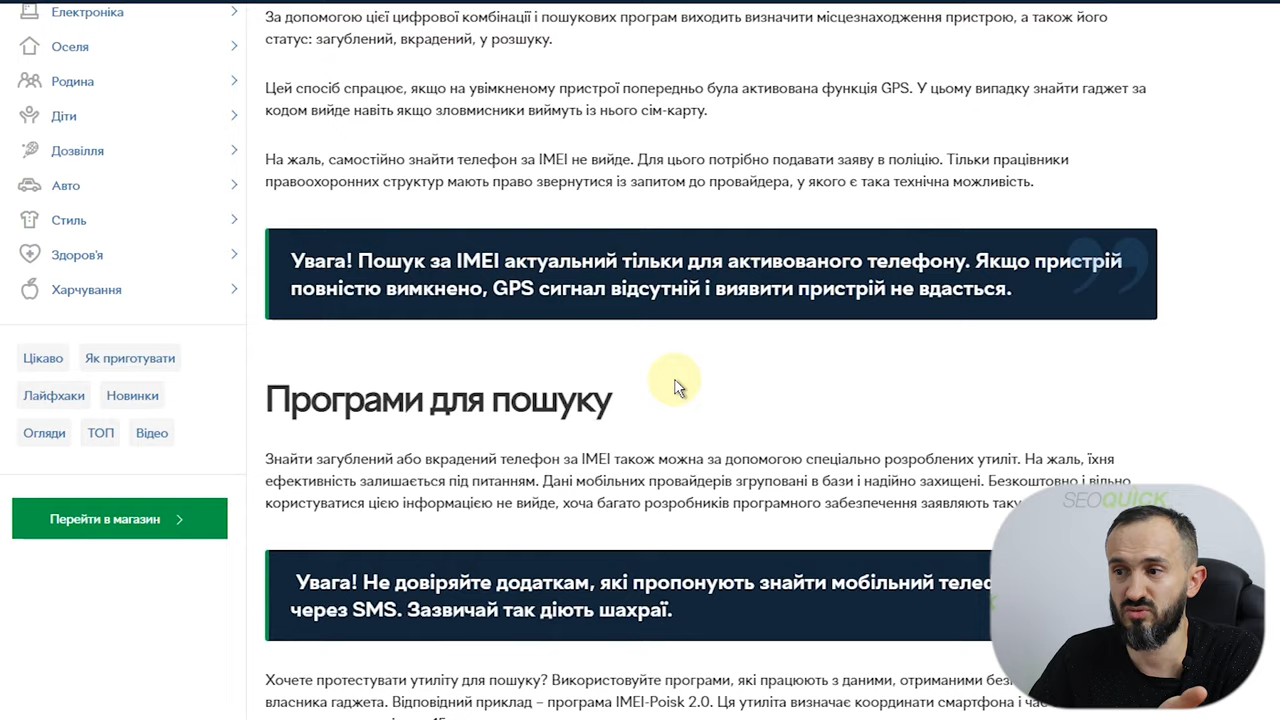 Електроніка
Оселя
Родина
Діти
Дозвілля
Авто
Стиль
Здоров'я
Харчування
Цікаво
Як приготувати
Лайфхаки
Новинки
Огляди
ТОП
Відео
Перейти в магазин
За допомогою цієї цифрової комбінації і пошукових програм виходить визначити місцезнаходження пристрою, а також його
статус: загублений, вкрадений, у розшуку.
Цей спосіб спрацює, якщо на увімкненому пристрої попередньо була активована функція GPS. У цьому випадку знайти гаджет за
кодом вийде навіть якщо зловмисники виймуть із нього сім-карту.
На жаль, самостійно знайти телефон за IMEI не вийде. Для цього потрібно подавати заяву в поліцію. Тільки працівники
правоохоронних структур мають право звернутися із запитом до провайдера, у якого є така технічна можливість.
Увага! Пошук за IMEI актуальний тільки для активованого телефону. Якщо пристрій
повністю вимкнено, GPS сигнал відсутній і виявити пристрій не вдасться.
Програми для пошуку
Знайти загублений або вкрадений телефон за IMEI також можна за допомогою спеціально розроблених утиліт. На жаль, їхня
ефективність залишається під питанням. Дані мобільних провайдерів згруповані в бази і надійно захищені. Безкоштовно і вільно
користуватися цією інформацією не вийде, хоча багато розробників програмного забезпечення заявляють
SEOQUICK
Увага! Не довіряйте додаткам, які пропонують знайти мобільний
через SMS. Зазвичай так діють шахраї.
Хочете протестувати утиліту для пошуку? Використовуйте програми, які працюють з даними, отриманими
власника гаджета. Відповідний приклад – програма IMEI-Poisk 2.0. Ця утиліта визначає координати смартфона і